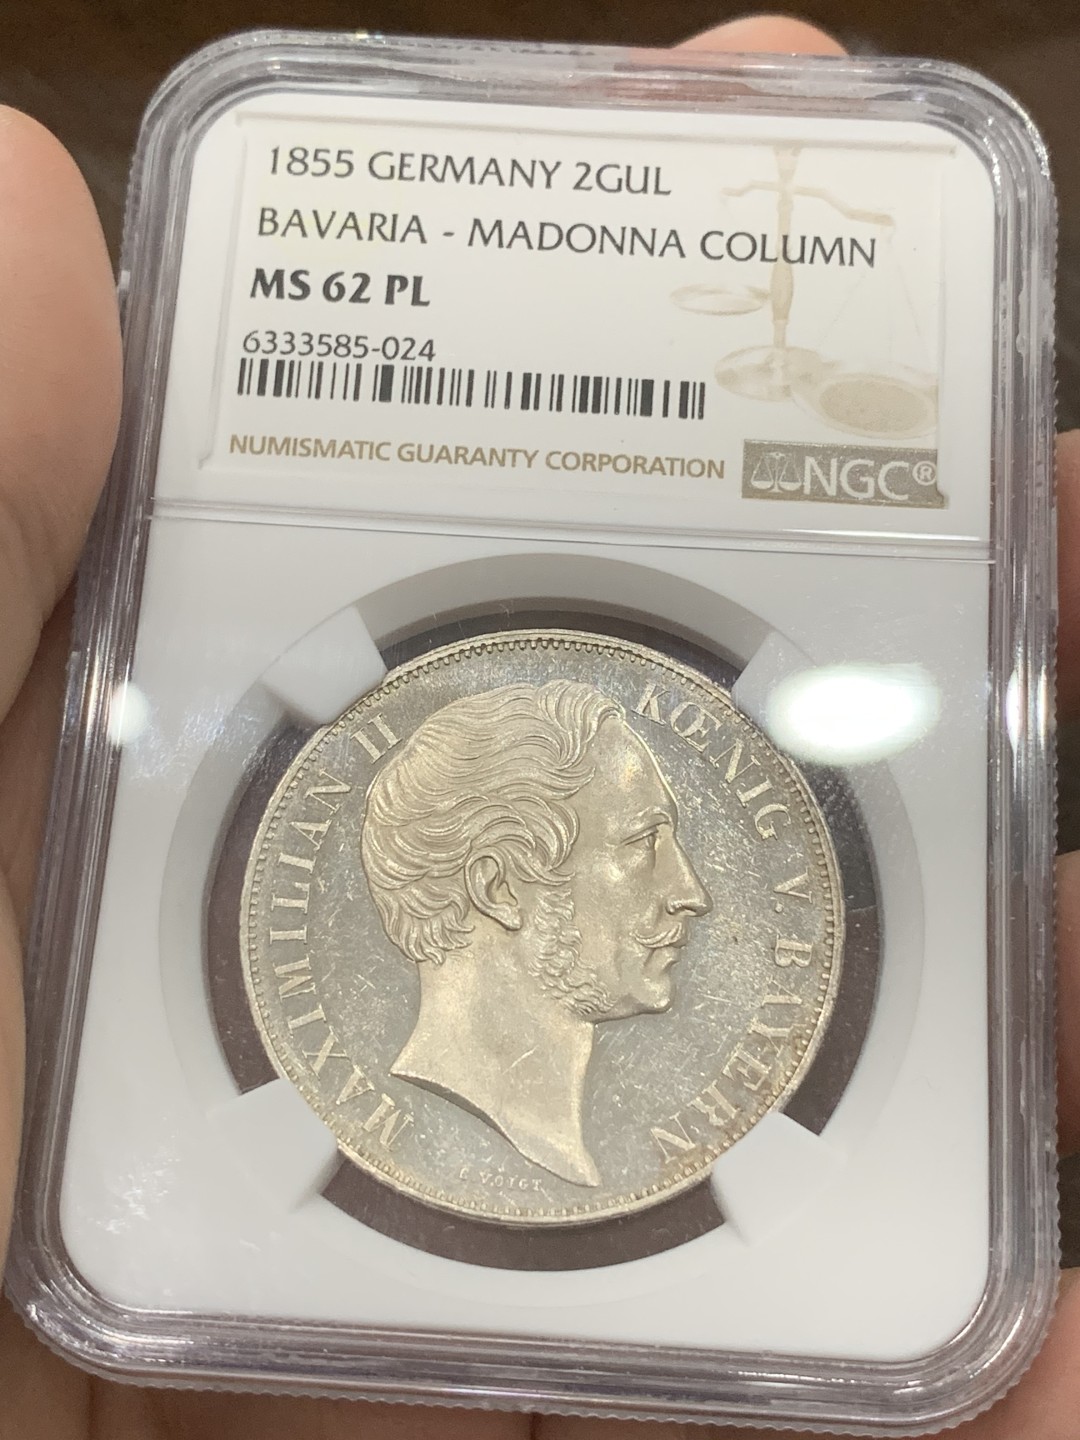 1855 GERMANY 2GUL
BAVARIA - MADONNA COLUMN
MS 62 PL
6333585-024
NUMISMATIC GUARANTY CORPORATION
NGC®
MAXIMILIAN II
KŒNIG V. BAYERN
C. VOIGT